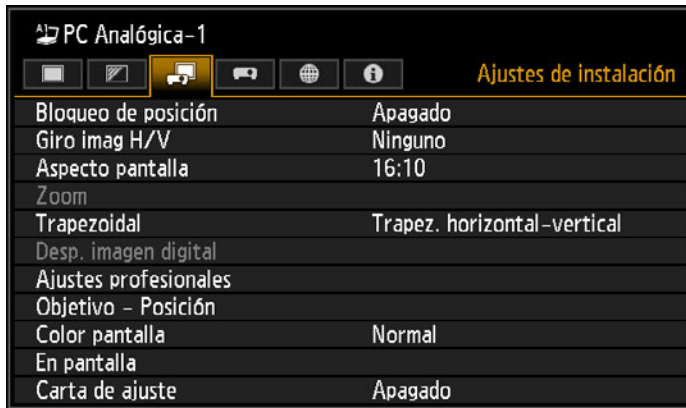 PC Analógica-1
Ajustes de instalación
Bloqueo de posición Apagado
Giro imag H/V Ninguno
Aspecto pantalla 16:10
Zoom
Trapezoidal Trapez. horizontal-vertical
Desp. imagen digital
Ajustes profesionales
Objetivo - Posición
Color pantalla Normal
En pantalla
Carta de ajuste Apagado